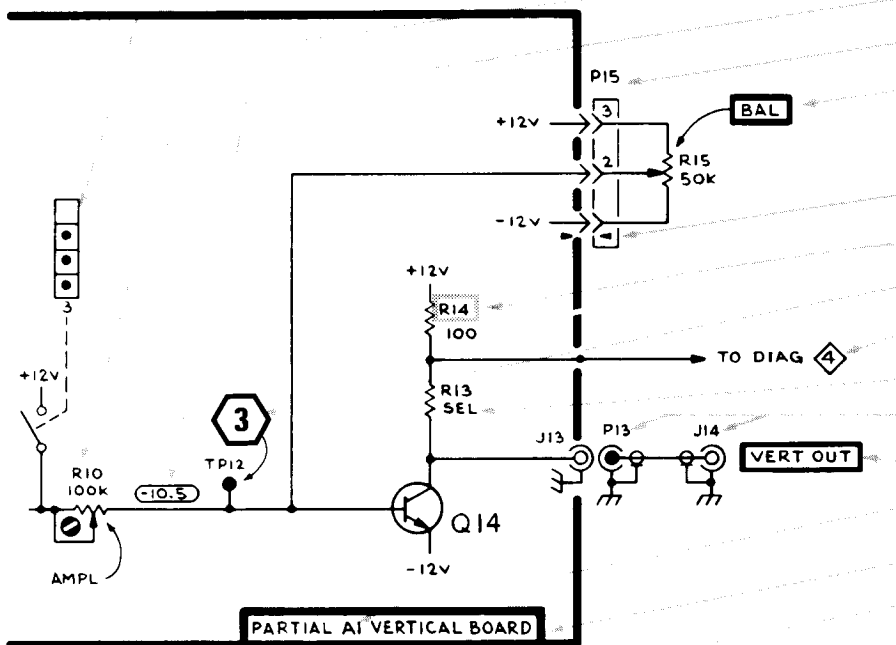 P15
3
+12V
BAL
2
R15
50K
-12V
+12V
R14
100
3
TO DIAG 4
+12V
R13
SEL
3
J13
P13
J14
VERT OUT
TP12
R10
100K
-10.5
Q14
AMPL
-12V
PARTIAL A1 VERTICAL BOARD